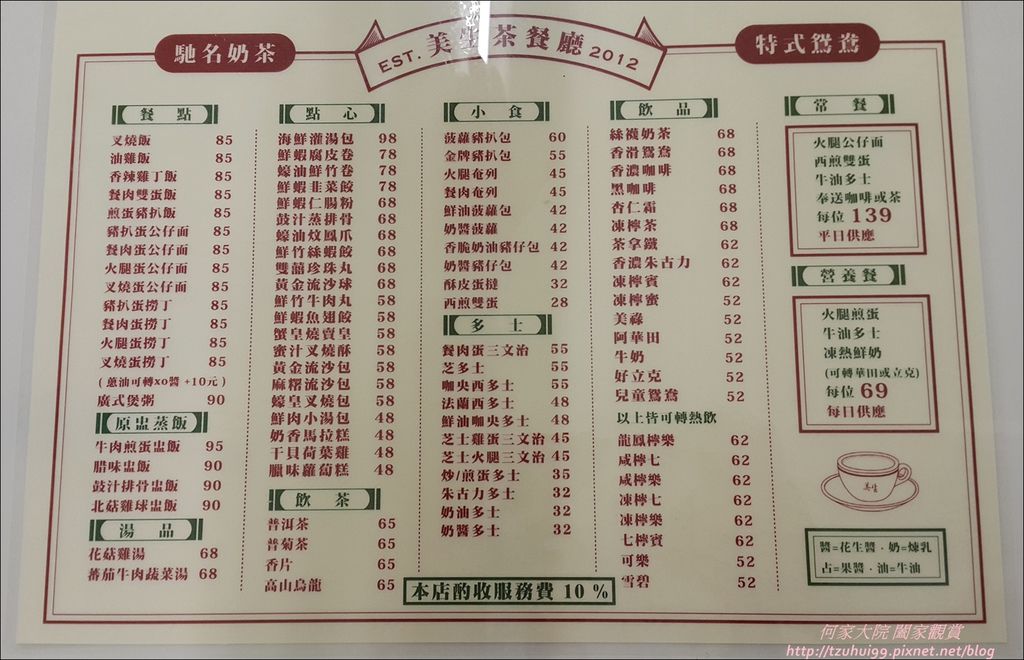 馳名奶茶
EST. 美生茶餐廳 2012
特式鴛鴦
餐點
叉燒飯 85
油雞飯 85
香辣雞丁飯 85
餐肉雙蛋飯 85
煎蛋豬扒飯 85
豬扒蛋公仔面 85
餐肉蛋公仔面 85
火腿蛋公仔面 85
叉燒蛋公仔面 85
豬扒蛋撈丁 85
餐肉蛋撈丁 85
火腿蛋撈丁 85
叉燒蛋撈丁 85
(蔥油可轉xo醬 +10元)
廣式煲粥 90
原盅蒸飯
牛肉煎蛋盅飯 95
腊味盅飯 90
鼓汁排骨盅飯 90
北菇雞球盅飯 90
湯品
花菇雞湯 68
蕃茄牛肉蔬菜湯 68
點心
海鮮灌湯包 98
鮮蝦腐皮卷 78
蠔油鮮竹卷 78
鮮蝦韭菜餃 78
鮮蝦仁腸粉 68
鼓汁蒸排骨 68
蠔油炆鳳爪 68
鮮竹絲蝦餃 68
雙囍珍珠丸 68
黃金流沙球 68
鮮竹牛肉丸 58
鮮蝦魚翅餃 58
蟹皇燒賣皇 58
蜜汁叉燒酥 58
黃金流沙包 58
麻糬流沙包 58
蠔皇叉燒包 58
鮮肉小湯包 48
奶香馬拉糕 48
干貝荷葉雞 48
臘味蘿蔔糕 48
飲茶
普洱茶 65
普菊茶 65
香片 65
高山烏龍 65
小食
菠蘿豬扒包 60
金牌豬扒包 55
火腿奄列 45
餐肉奄列 45
鮮油菠蘿包 42
奶醬菠蘿 42
香脆奶油豬仔包 42
奶醬豬仔包 42
酥皮蛋撻 32
西煎雙蛋 28
多士
餐肉蛋三文治 55
芝多士 55
咖央西多士 55
法蘭西多士 48
鮮油咖央多士 48
芝士雞蛋三文治 45
芝士火腿三文治 45
炒/煎蛋多士 35
朱古力多士 32
奶油多士 32
奶醬多士 32
飲品
絲襪奶茶 68
香滑鴛鴦 68
香濃咖啡 68
黑咖啡 68
杏仁霜 68
凍檸茶 68
茶拿鐵 62
香濃朱古力 62
凍檸賓 62
凍檸蜜 52
美祿 52
阿華田 52
牛奶 52
好立克 52
兒童鴛鴦 52
以上皆可轉熱飲
龍鳳檸樂 62
咸檸七 62
咸檸樂 62
凍檸七 62
凍檸樂 62
七檸賓 62
可樂 52
雪碧 52
常餐
火腿公仔面
西煎雙蛋
牛油多士
奉送咖啡或茶
每位 139
平日供應
營養餐
火腿煎蛋
牛油多士
凍熱鮮奶
(可轉華田或立克)
每位 69
每日供應
美生
醬=花生醬．奶=煉乳
占=果醬．油=牛油
本店酌收服務費 10 %
何家大院 闔家觀賞
http://tzuhui99.pixnet.net/blog